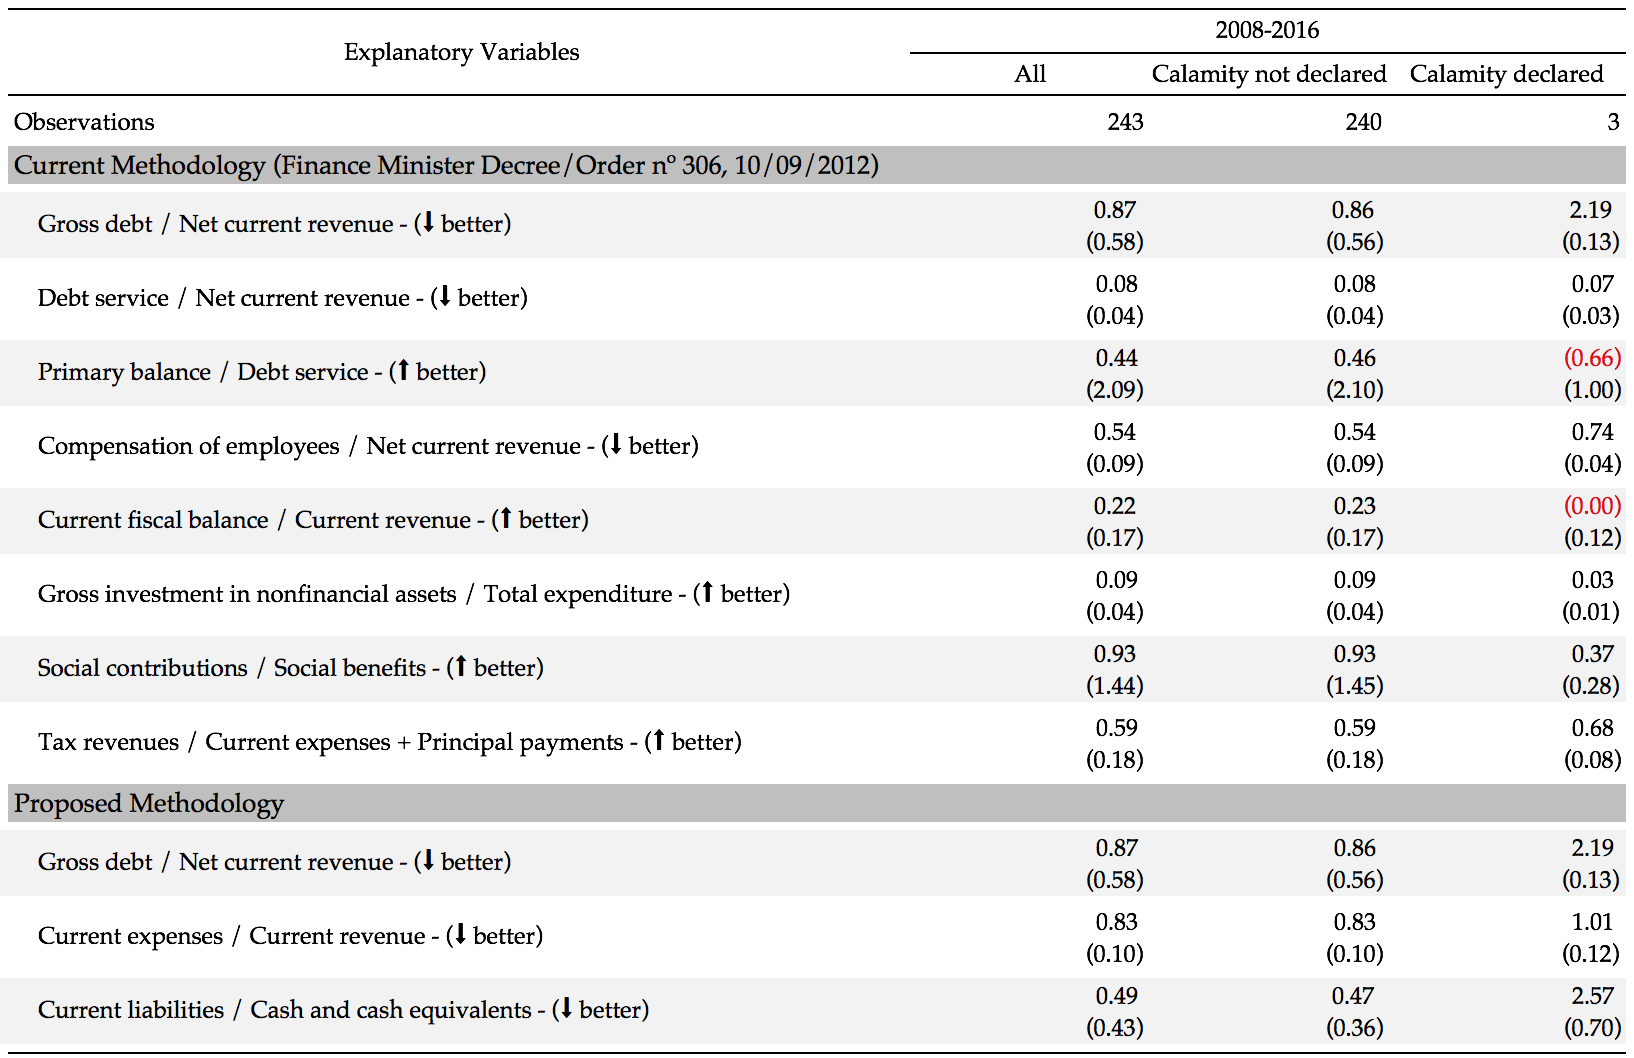 2008-2016
Explanatory Variables
All Calamity not declared Calamity declared
Observations 243 240 3
Current Methodology (Finance Minister Decree/Order nº 306, 10/09/2012)
Gross debt / Net current revenue - (⬇ better) 0.87 0.86 2.19
(0.58) (0.56) (0.13)
Debt service / Net current revenue - (⬇ better) 0.08 0.08 0.07
(0.04) (0.04) (0.03)
Primary balance / Debt service - (⬆ better) 0.44 0.46 (0.66)
(2.09) (2.10) (1.00)
Compensation of employees / Net current revenue - (⬇ better) 0.54 0.54 0.74
(0.09) (0.09) (0.04)
Current fiscal balance / Current revenue - (⬆ better) 0.22 0.23 (0.00)
(0.17) (0.17) (0.12)
Gross investment in nonfinancial assets / Total expenditure - (⬆ better) 0.09 0.09 0.03
(0.04) (0.04) (0.01)
Social contributions / Social benefits - (⬆ better) 0.93 0.93 0.37
(1.44) (1.45) (0.28)
Tax revenues / Current expenses + Principal payments - (⬆ better) 0.59 0.59 0.68
(0.18) (0.18) (0.08)
Proposed Methodology
Gross debt / Net current revenue - (⬇ better) 0.87 0.86 2.19
(0.58) (0.56) (0.13)
Current expenses / Current revenue - (⬇ better) 0.83 0.83 1.01
(0.10) (0.10) (0.12)
Current liabilities / Cash and cash equivalents - (⬇ better) 0.49 0.47 2.57
(0.43) (0.36) (0.70)